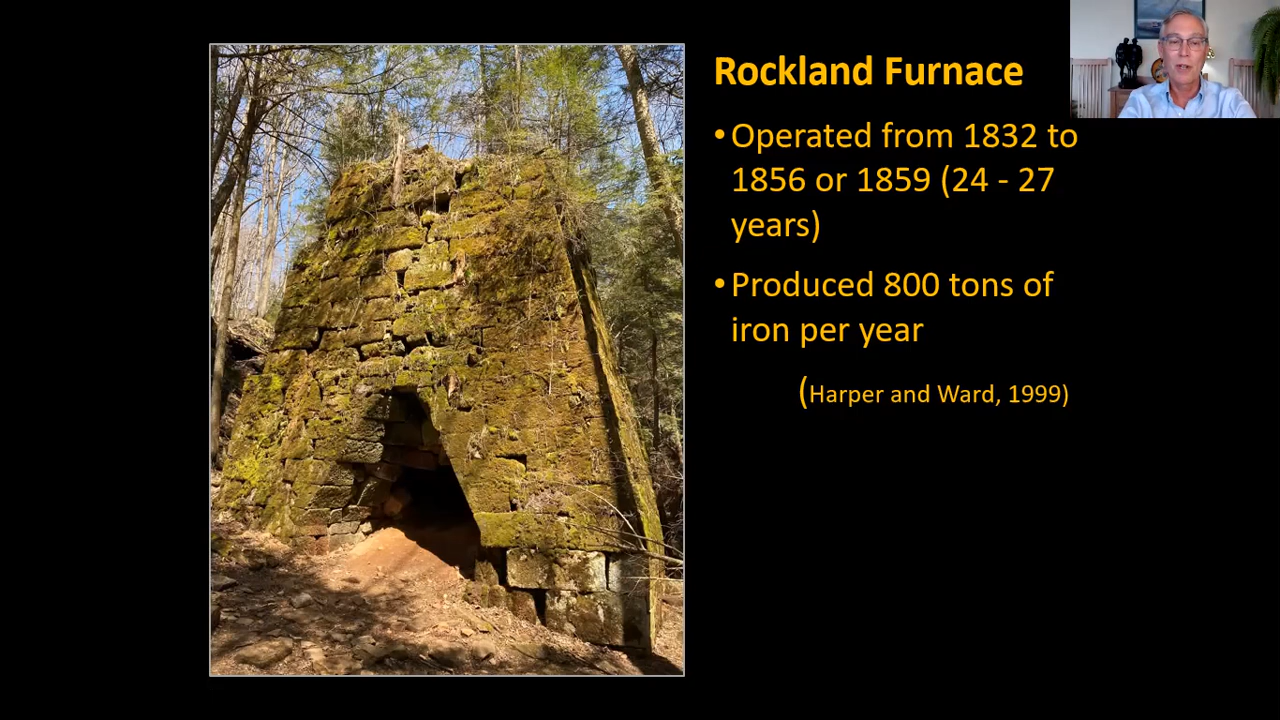 Rockland Furnace
• Operated from 1832 to
1856 or 1859 (24 - 27
years)
• Produced 800 tons of
iron per year
(Harper and Ward, 1999)